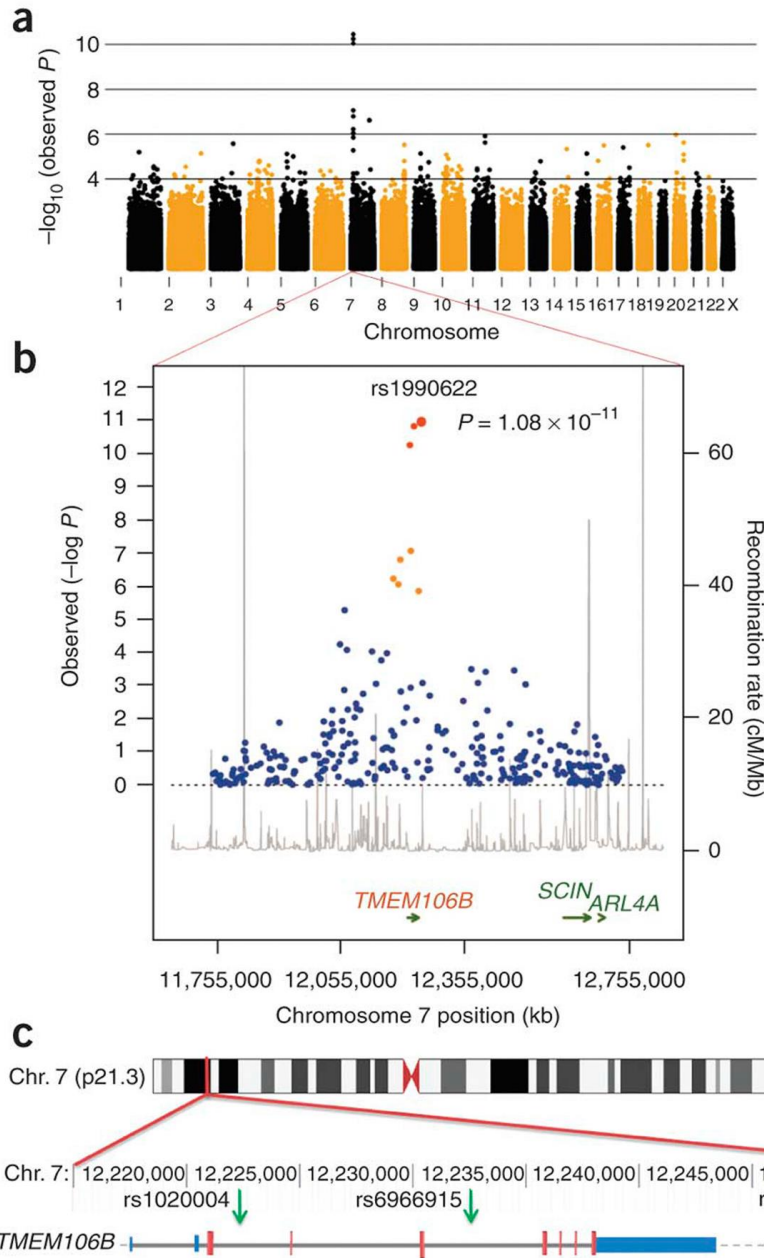 a
−log10 (observed P)
10
8
6
4
1 2 3 4 5 6 7 8 9 10 11 12 13 14 15 16 17 18 19 20 21 22 X
Chromosome
b
Observed (−log P)
12
11
10
9
8
7
6
5
4
3
2
1
0
rs1990622
P = 1.08 × 10−11
60
40
20
0
Recombination rate (cM/Mb)
TMEM106B
SCIN
ARL4A
11,755,000 12,055,000 12,355,000 12,755,000
Chromosome 7 position (kb)
c
Chr. 7 (p21.3)
Chr. 7: 12,220,000 12,225,000 12,230,000 12,235,000 12,240,000 12,245,000
rs1020004 rs6966915
TMEM106B